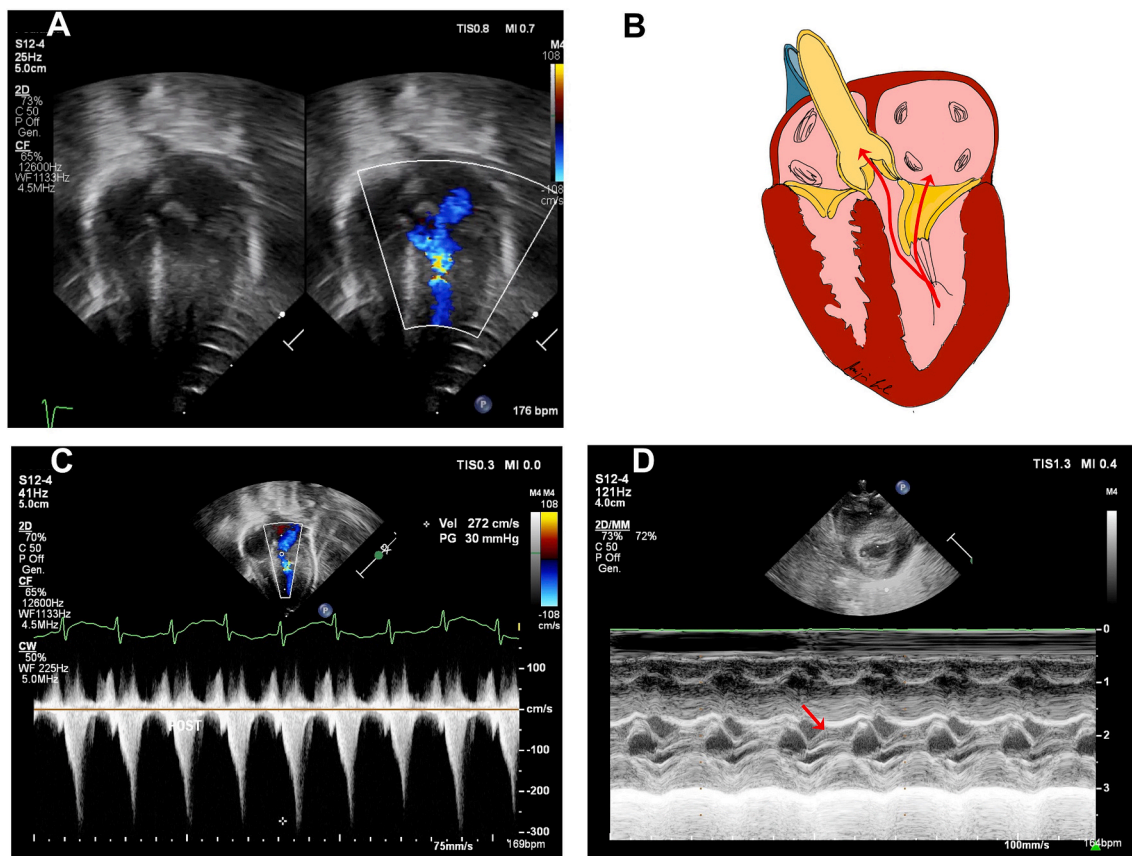 A
TIS0.8 MI 0.7
S12-4
25Hz
5.0cm
2D
73%
C 50
P Off
Gen.
CF
65%
12600Hz
WF1133Hz
4.5MHz
M4
108
-108
cm/s
P
176 bpm
B
C
TIS0.3 MI 0.0
S12-4
41Hz
5.0cm
2D
70%
C 50
P Off
Gen.
CF
65%
12600Hz
WF1133Hz
4.5MHz
CW
50%
WF 225Hz
5.0MHz
Vel 272 cm/s
PG 30 mmHg
M4 M4
108
-108
cm/s
P
100
cm/s
-100
-200
-300
POST
75mm/s
169bpm
D
TIS1.3 MI 0.4
S12-4
121Hz
4.0cm
2D/MM
73% 72%
C 50
P Off
Gen.
P
M4
0
1
2
3
100mm/s
164bpm